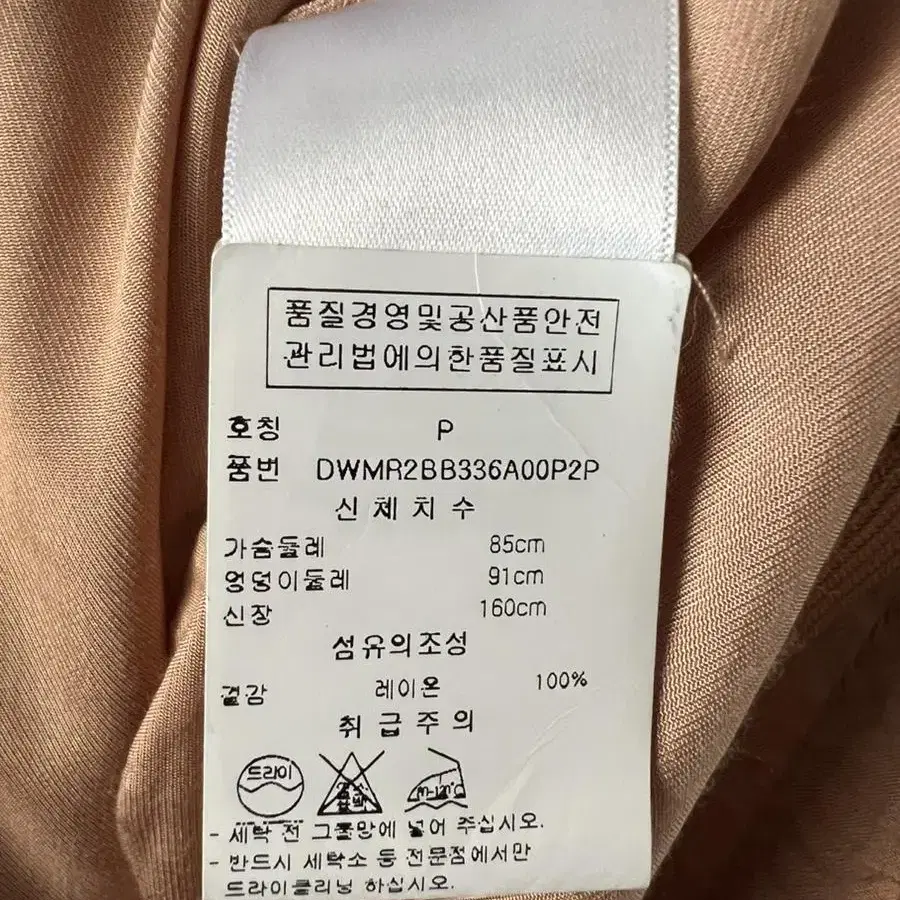 품질경영및공산품안전
관리법에의한품질표시
호칭 P
품번 DWMR2BB336A00P2P
신체치수
가슴둘레 85cm
엉덩이둘레 91cm
신장 160cm
섬유의조성
겉감 레이온 100%
취급주의
드라이
- 세탁 전 그물망에 넣어 주십시오.
- 반드시 세탁소 등 전문점에서만
드라이클리닝 하십시오.